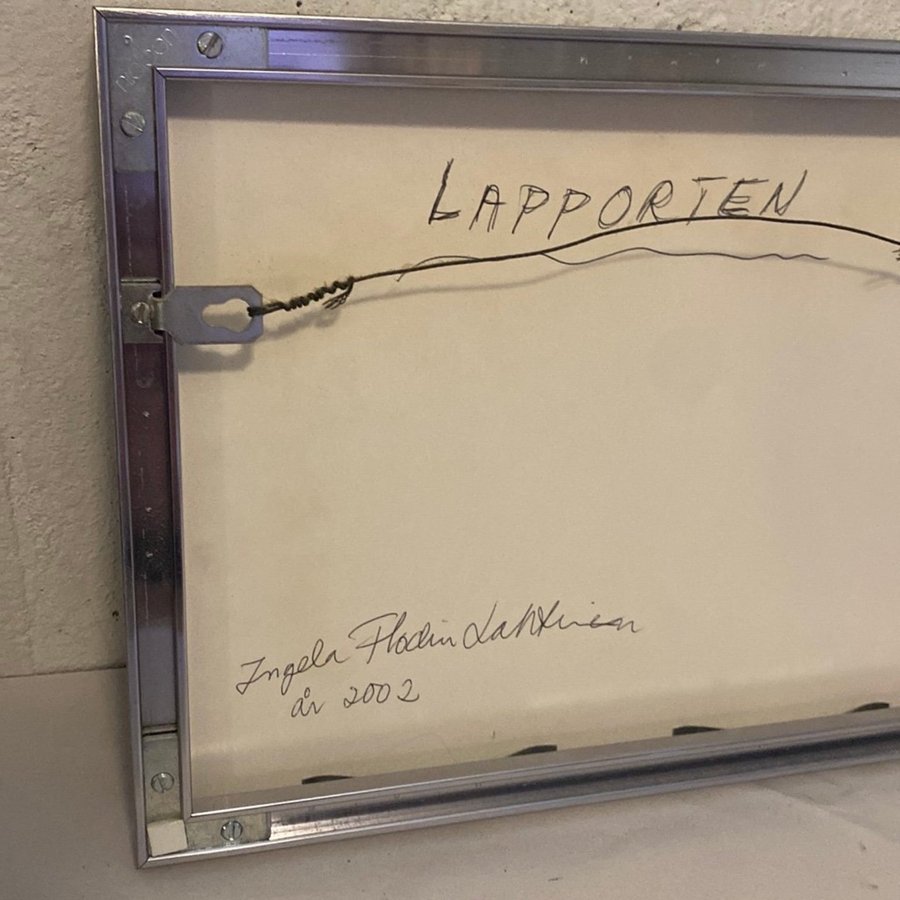 LAPPORTEN
Ingela Flodin Lahtinen
år 2002